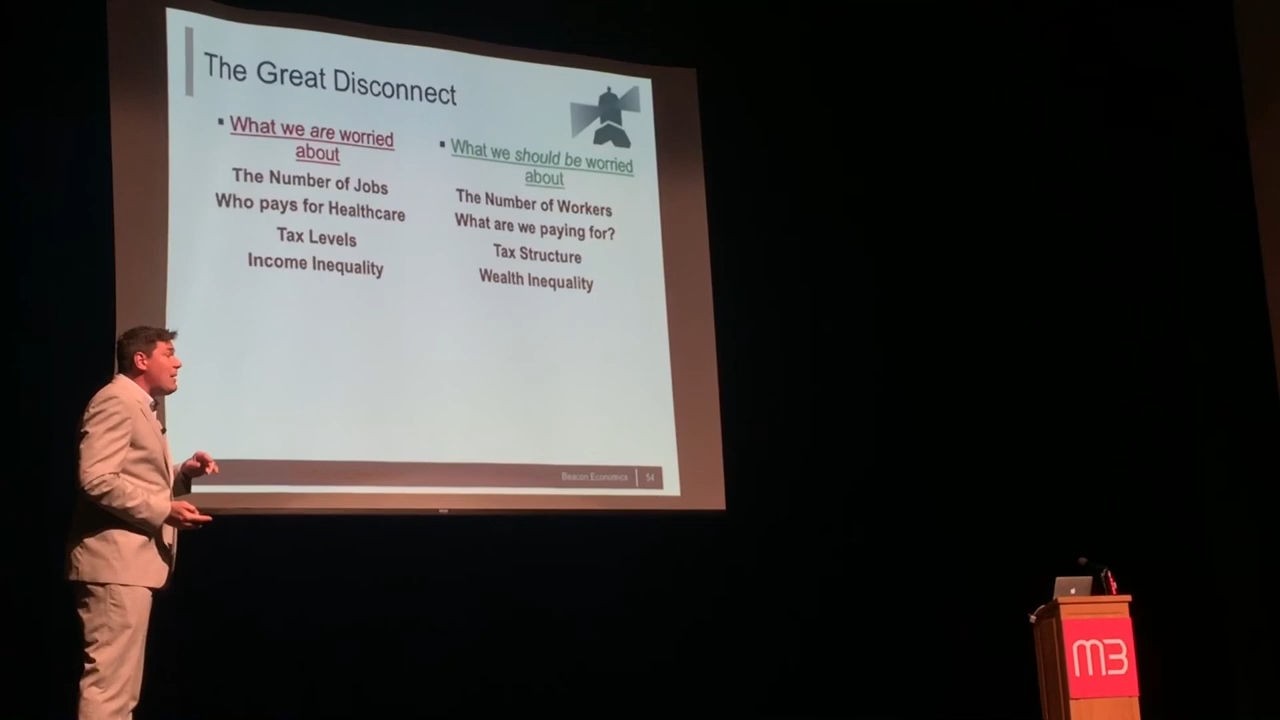 The Great Disconnect
▪ What we are worried
about
The Number of Jobs
Who pays for Healthcare
Tax Levels
Income Inequality
▪ What we should be worried
about
The Number of Workers
What are we paying for?
Tax Structure
Wealth Inequality
Beacon Economics | 54
M3